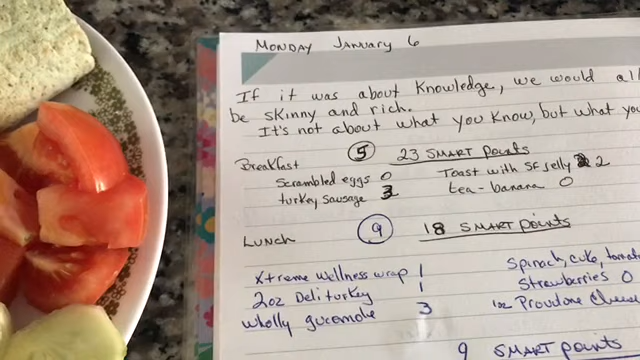 MONDAY JANUARY 6
If it was about Knowledge, we would all
be skinny and rich.
It's not about what you know, but what you
Breakfast 5 23 SMART POINTS
Scrambled eggs 0 Toast with SF jelly 2
turkey sausage 3 tea-banana 0
LUNCH 9 18 SMART POINTS
Xtreme wellness wrap 1 Spinach, cuke, tomato
2oz Deli turkey 1 Strawberries 0
wholly gucamole 3 1oz
9 SMART POINTS